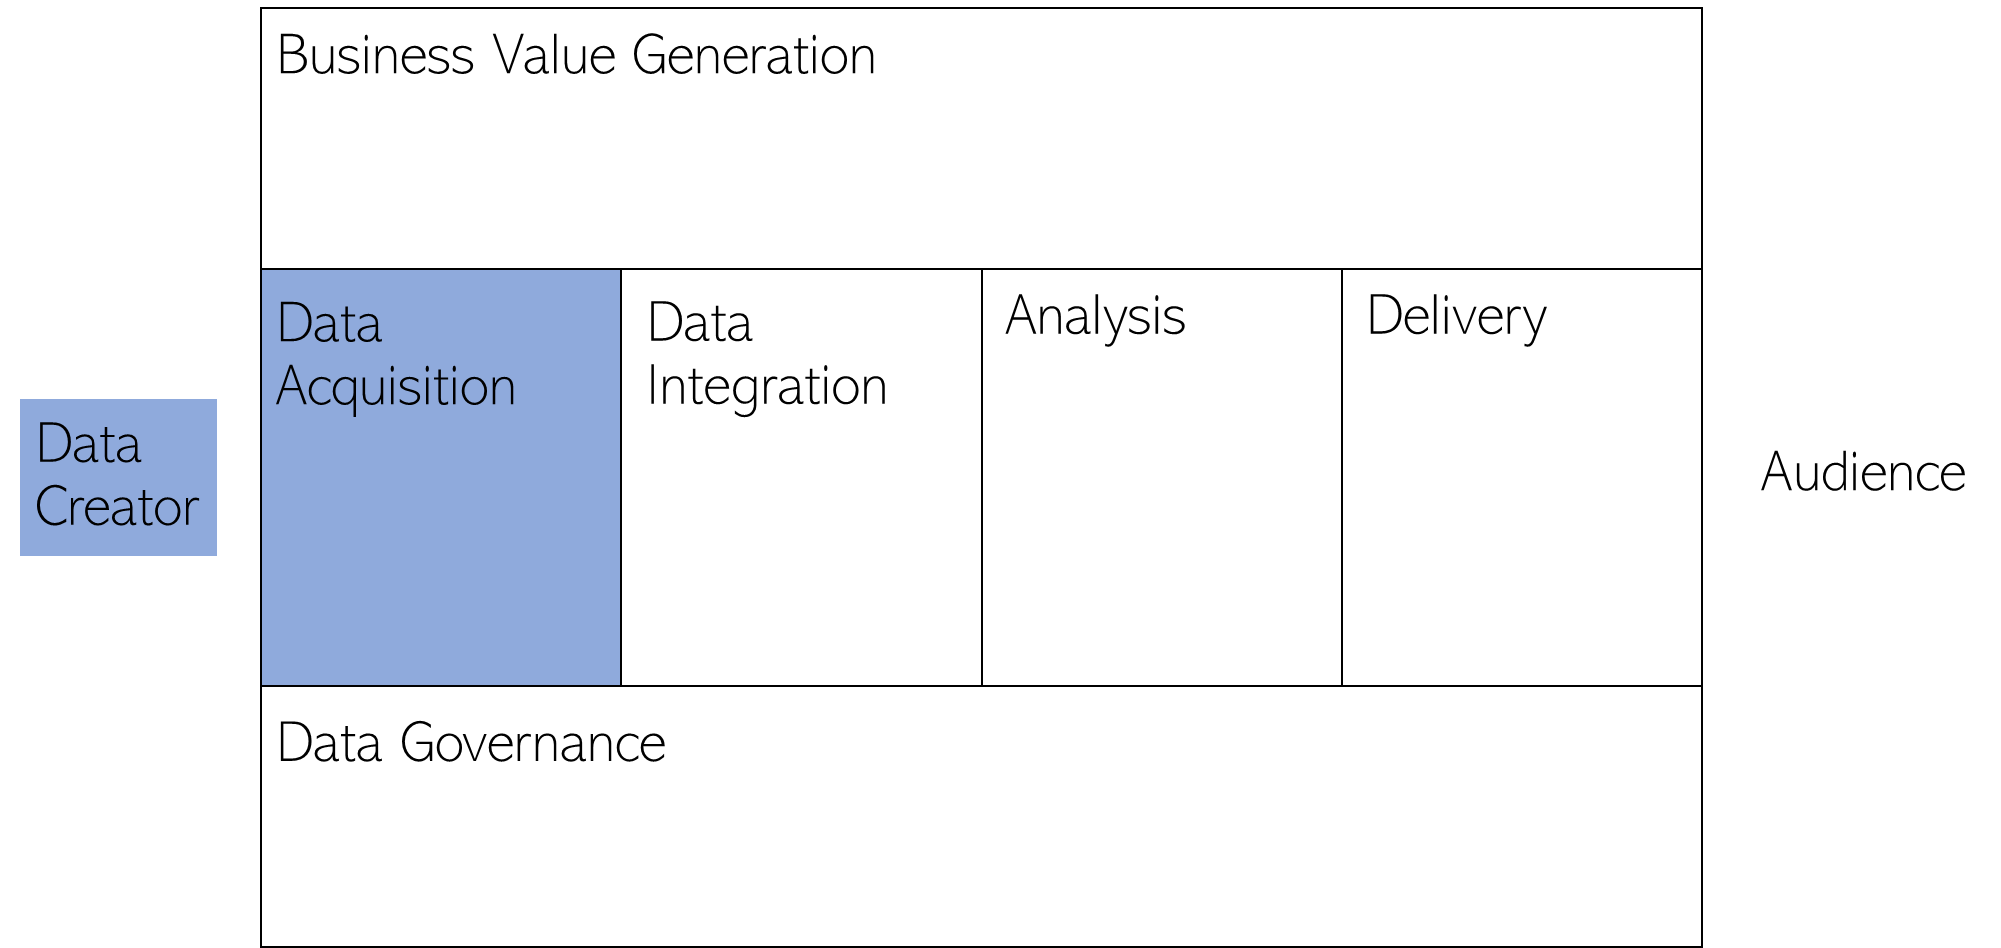 Business Value Generation
Data
Creator
Data
Acquisition
Data
Integration
Analysis
Delivery
Audience
Data Governance